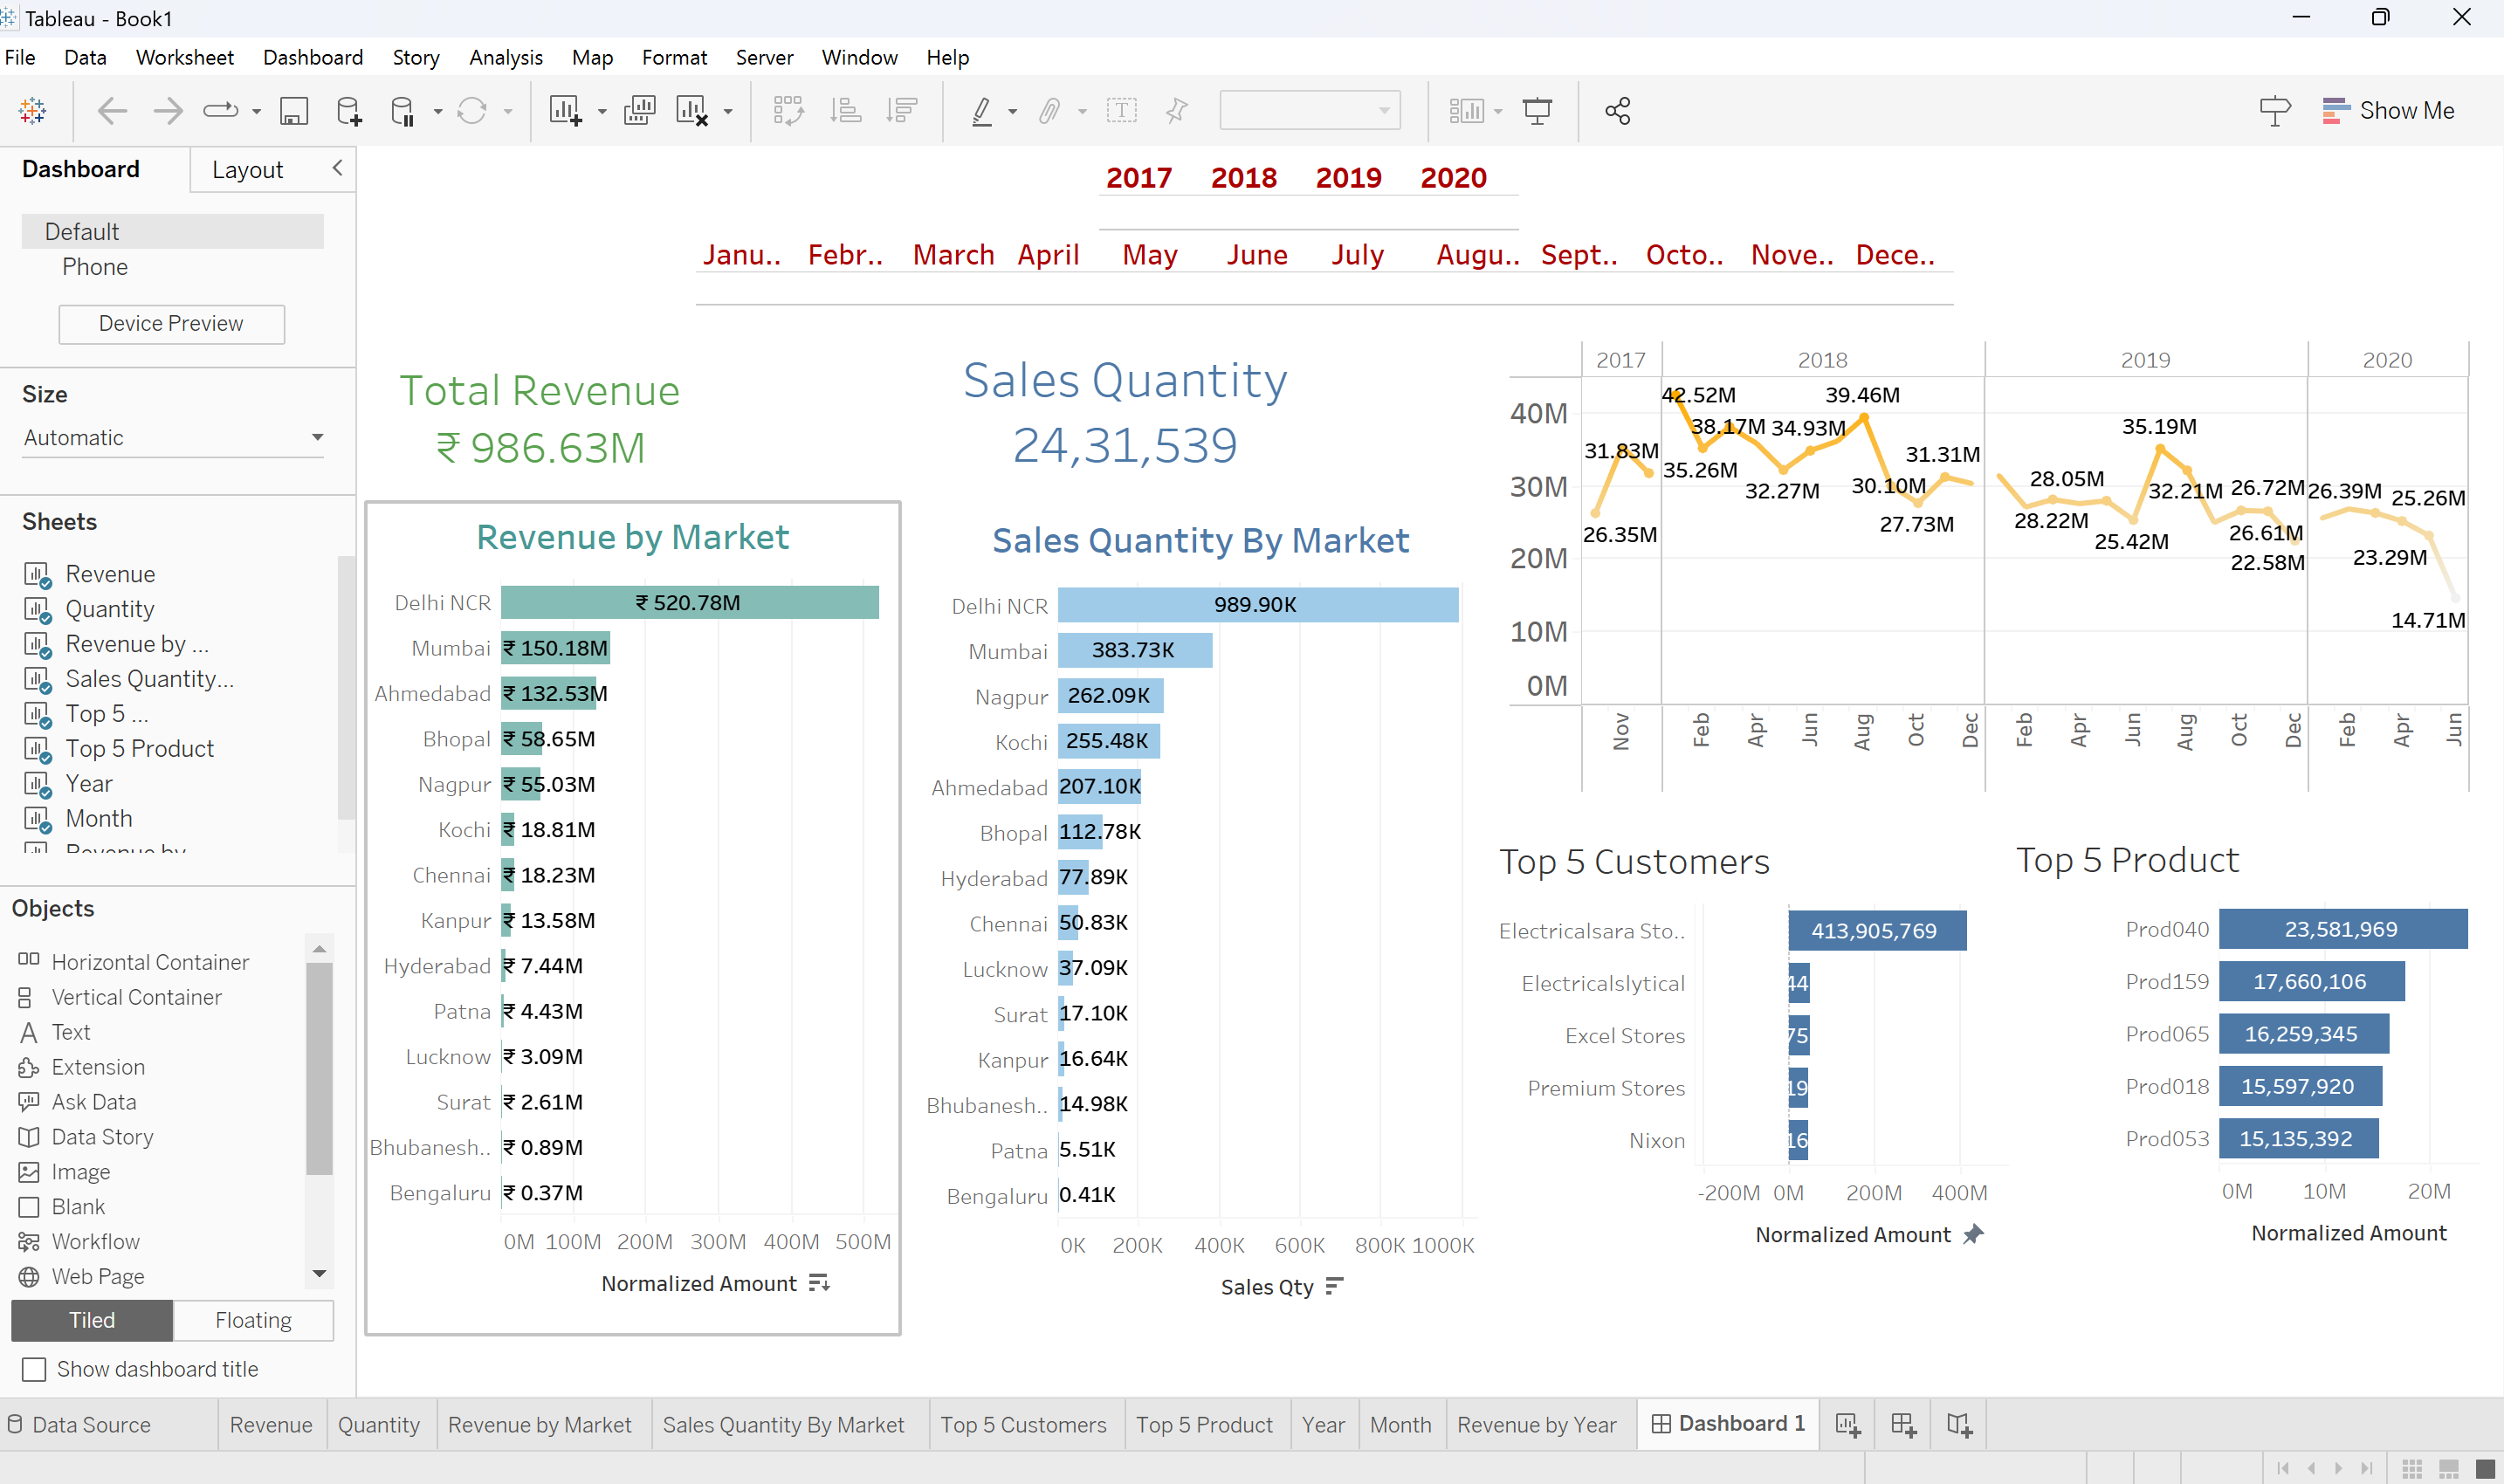 Tableau - Book1
File Data Worksheet Dashboard Story Analysis Map Format Server Window Help
Show Me
Dashboard
Layout
Default
Phone
Device Preview
Size
Automatic
Sheets
Revenue
Quantity
Revenue by ...
Sales Quantity...
Top 5 ...
Top 5 Product
Year
Month
Revenue by
Objects
Horizontal Container
Vertical Container
Text
Extension
Ask Data
Data Story
Image
Blank
Workflow
Web Page
Tiled Floating
Show dashboard title
2017 2018 2019 2020
Janu.. Febr.. March April May June July Augu.. Sept.. Octo.. Nove.. Dece..
Total Revenue
₹ 986.63M
Sales Quantity
24,31,539
Revenue by Market
Delhi NCR ₹ 520.78M
Mumbai ₹ 150.18M
Ahmedabad ₹ 132.53M
Bhopal ₹ 58.65M
Nagpur ₹ 55.03M
Kochi ₹ 18.81M
Chennai ₹ 18.23M
Kanpur ₹ 13.58M
Hyderabad ₹ 7.44M
Patna ₹ 4.43M
Lucknow ₹ 3.09M
Surat ₹ 2.61M
Bhubanesh.. ₹ 0.89M
Bengaluru ₹ 0.37M
0M 100M 200M 300M 400M 500M
Normalized Amount
Sales Quantity By Market
Delhi NCR 989.90K
Mumbai 383.73K
Nagpur 262.09K
Kochi 255.48K
Ahmedabad 207.10K
Bhopal 112.78K
Hyderabad 77.89K
Chennai 50.83K
Lucknow 37.09K
Surat 17.10K
Kanpur 16.64K
Bhubanesh.. 14.98K
Patna 5.51K
Bengaluru 0.41K
0K 200K 400K 600K 800K 1000K
Sales Qty
2017 2018 2019 2020
40M
30M
20M
10M
0M
31.83M
26.35M
42.52M
38.17M
34.93M
39.46M
35.26M
32.27M
30.10M
31.31M
27.73M
28.05M
28.22M
25.42M
35.19M
32.21M
26.72M
26.61M
22.58M
26.39M
25.26M
23.29M
14.71M
Nov Feb Apr Jun Aug Oct Dec Feb Apr Jun Aug Oct Dec Feb Apr Jun
Top 5 Customers
Electricalsara Sto.. 413,905,769
Electricalslytical 44
Excel Stores 75
Premium Stores 19
Nixon 16
-200M 0M 200M 400M
Normalized Amount
Top 5 Product
Prod040 23,581,969
Prod159 17,660,106
Prod065 16,259,345
Prod018 15,597,920
Prod053 15,135,392
0M 10M 20M
Normalized Amount
Data Source Revenue Quantity Revenue by Market Sales Quantity By Market Top 5 Customers Top 5 Product Year Month Revenue by Year Dashboard 1